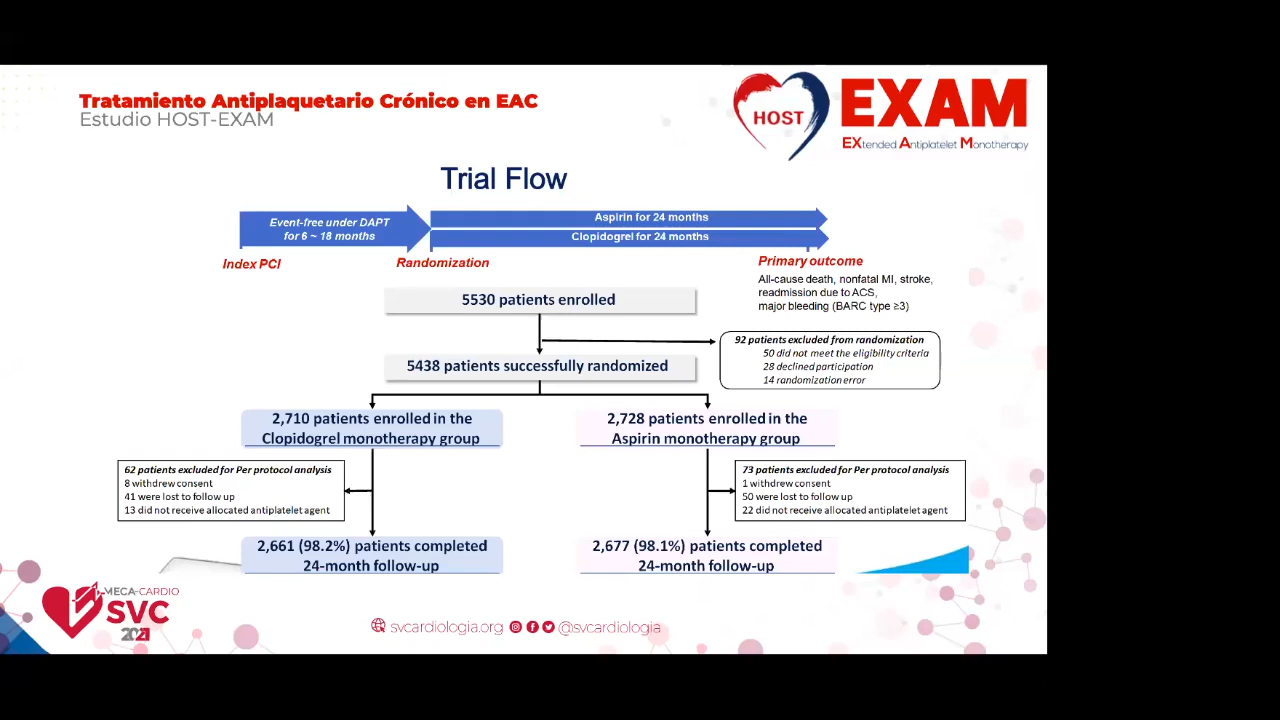 Tratamiento Antiplaquetario Crónico en EAC
Estudio HOST-EXAM
HOST
EXAM
EXtended Antiplatelet Monotherapy
Trial Flow
Event-free under DAPT
for 6 ~ 18 months
Aspirin for 24 months
Clopidogrel for 24 months
Index PCI
Randomization
Primary outcome
All-cause death, nonfatal MI, stroke,
readmission due to ACS,
major bleeding (BARC type ≥3)
5530 patients enrolled
92 patients excluded from randomization
50 did not meet the eligibility criteria
28 declined participation
14 randomization error
5438 patients successfully randomized
2,710 patients enrolled in the
Clopidogrel monotherapy group
2,728 patients enrolled in the
Aspirin monotherapy group
62 patients excluded for Per protocol analysis
8 withdrew consent
41 were lost to follow up
13 did not receive allocated antiplatelet agent
73 patients excluded for Per protocol analysis
1 withdrew consent
50 were lost to follow up
22 did not receive allocated antiplatelet agent
2,661 (98.2%) patients completed
24-month follow-up
2,677 (98.1%) patients completed
24-month follow-up
MECA-CARDIO
SVC
2021
svcardiologia.org @svcardiologia